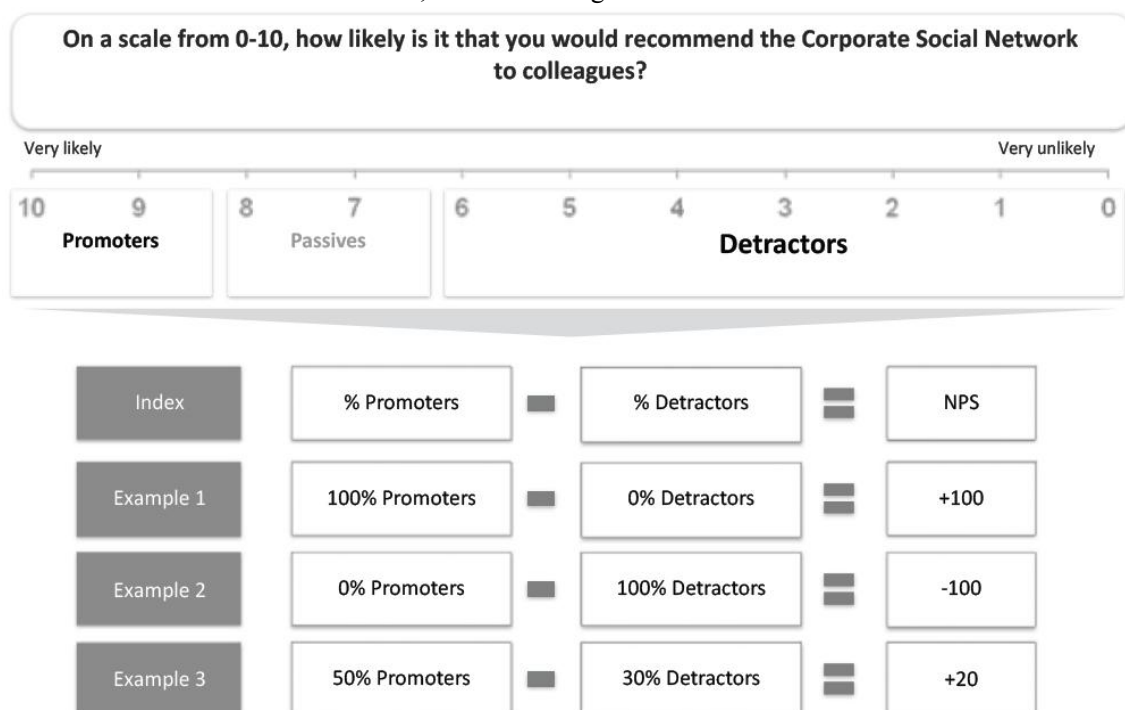 On a scale from 0-10, how likely is it that you would recommend the Corporate Social Network
to colleagues?
Very likely Very unlikely
10 9 8 7 6 5 4 3 2 1 0
Promoters Passives Detractors
Index % Promoters - % Detractors = NPS
Example 1 100% Promoters - 0% Detractors = +100
Example 2 0% Promoters - 100% Detractors = -100
Example 3 50% Promoters - 30% Detractors = +20